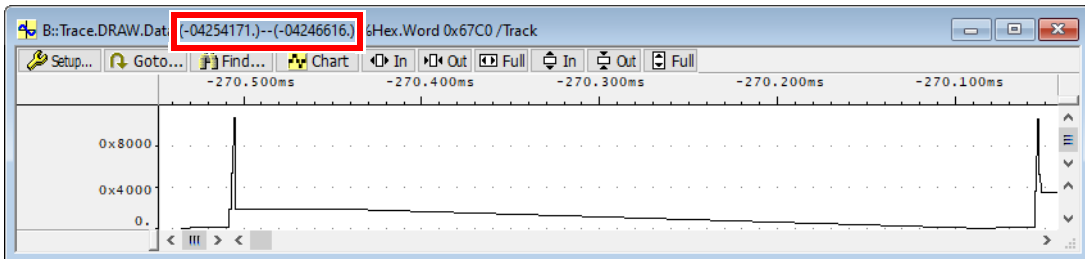 B::Trace.DRAW.Data (-04254171.)--(-04246616.) %Hex.Word 0x67C0 /Track
Setup... Goto... Find... Chart In Out Full In Out Full
-270.500ms -270.400ms -270.300ms -270.200ms -270.100ms
0x8000
0x4000
0.